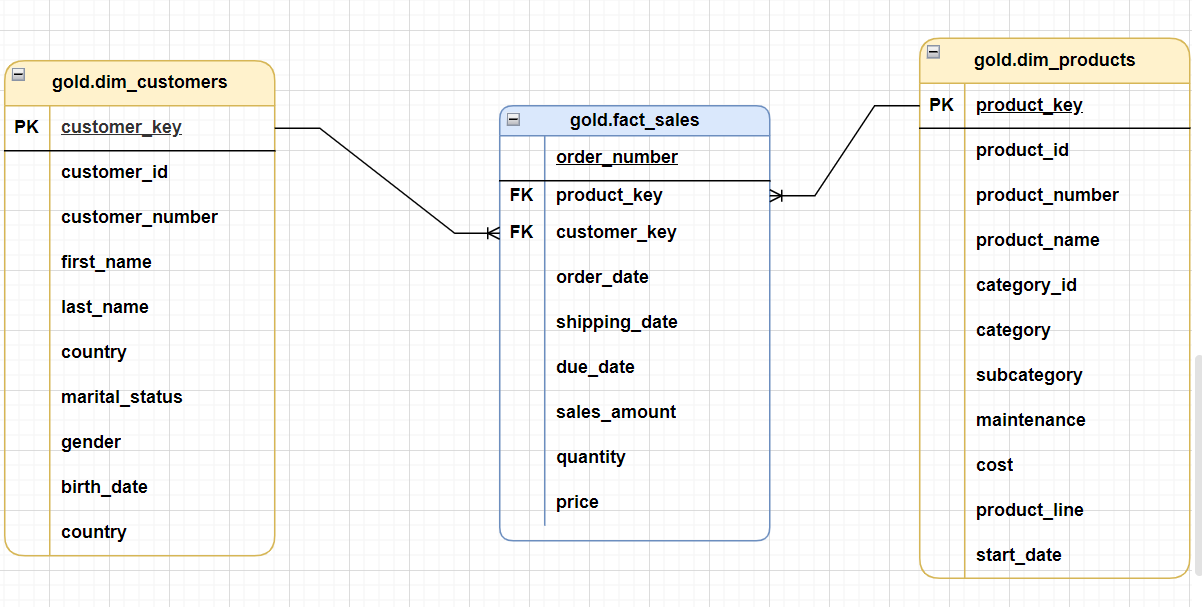 gold.dim_customers
PK customer_key
customer_id
customer_number
first_name
last_name
country
marital_status
gender
birth_date
country
gold.fact_sales
order_number
FK product_key
FK customer_key
order_date
shipping_date
due_date
sales_amount
quantity
price
gold.dim_products
PK product_key
product_id
product_number
product_name
category_id
category
subcategory
maintenance
cost
product_line
start_date